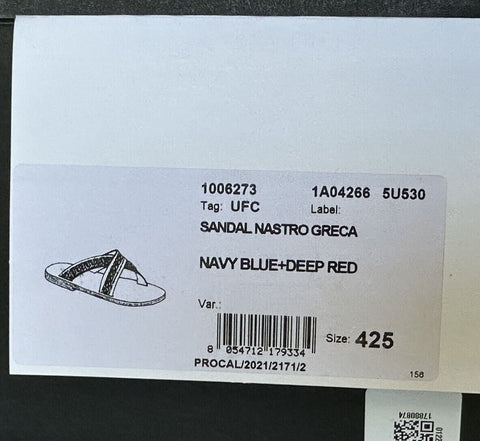 1006273 1A04266 5U530
Tag: UFC Label:
SANDAL NASTRO GRECA
NAVY BLUE+DEEP RED
Var.:
Size: 425
8 054712 179334
PROCAL/2021/2171/2
156
17880874